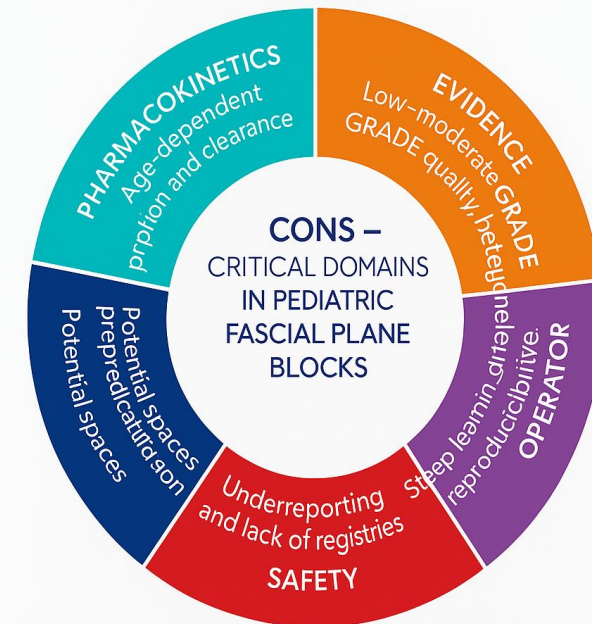 CONS –
CRITICAL DOMAINS
IN PEDIATRIC
FASCIAL PLANE
BLOCKS
PHARMACOKINETICS
Age-dependent
and clearance
EVIDENCE
Low-moderate GRADE
GRADE quality,
OPERATOR
Steep
SAFETY
Underreporting
and lack of registries
Potential spaces
Potential spaces